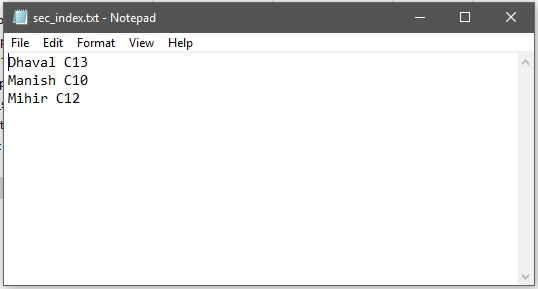 sec_index.txt - Notepad
File Edit Format View Help
Dhaval C13
Manish C10
Mihir C12